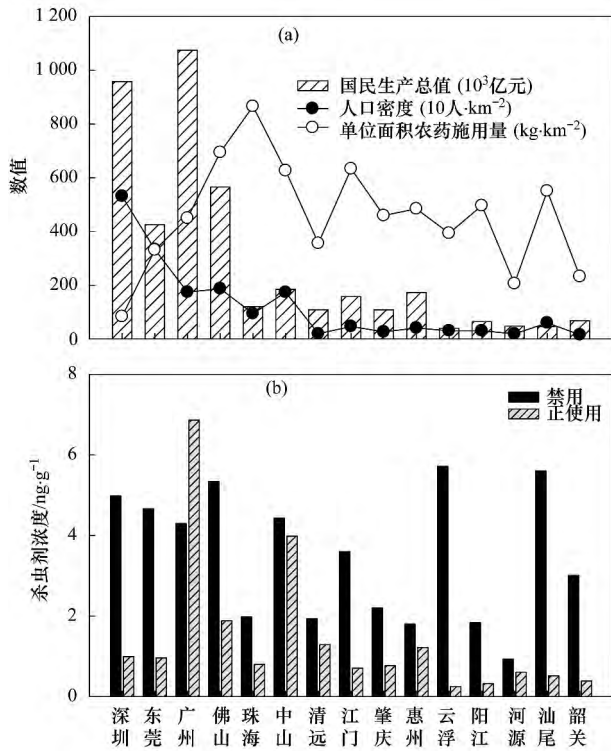 (a)
1 000
800
600
400
200
0
数值
国民生产总值 (10³亿元)
人口密度 (10人·km⁻²)
单位面积农药施用量 (kg·km⁻²)
(b)
8
6
4
2
0
杀虫剂浓度/ng·g⁻¹
禁用
正使用
深圳
东莞
广州
佛山
珠海
中山
清远
江门
肇庆
惠州
云浮
阳江
河源
汕尾
韶关